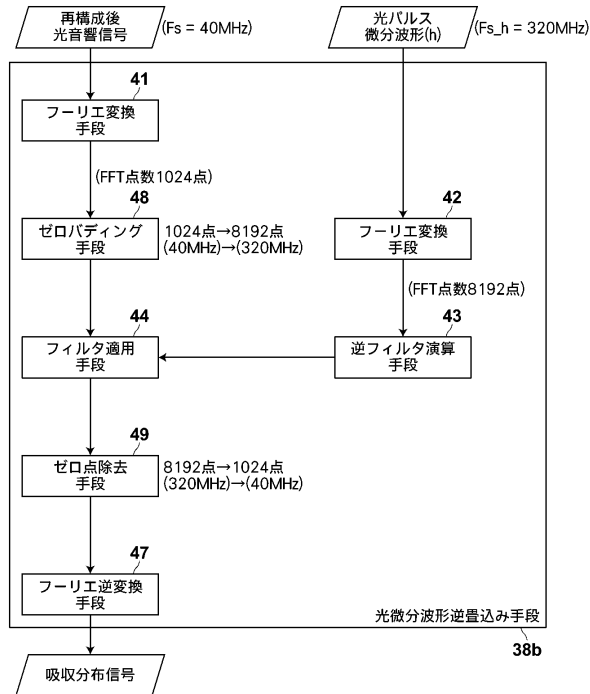 再構成後
光音響信号
(Fs = 40MHz)
光パルス
微分波形(h)
(Fs_h = 320MHz)
41
フーリエ変換
手段
(FFT点数1024点)
48
ゼロパディング
手段
1024点→8192点
(40MHz)→(320MHz)
42
フーリエ変換
手段
(FFT点数8192点)
44
フィルタ適用
手段
43
逆フィルタ演算
手段
49
ゼロ点除去
手段
8192点→1024点
(320MHz)→(40MHz)
47
フーリエ逆変換
手段
光微分波形逆畳込み手段
38b
吸収分布信号